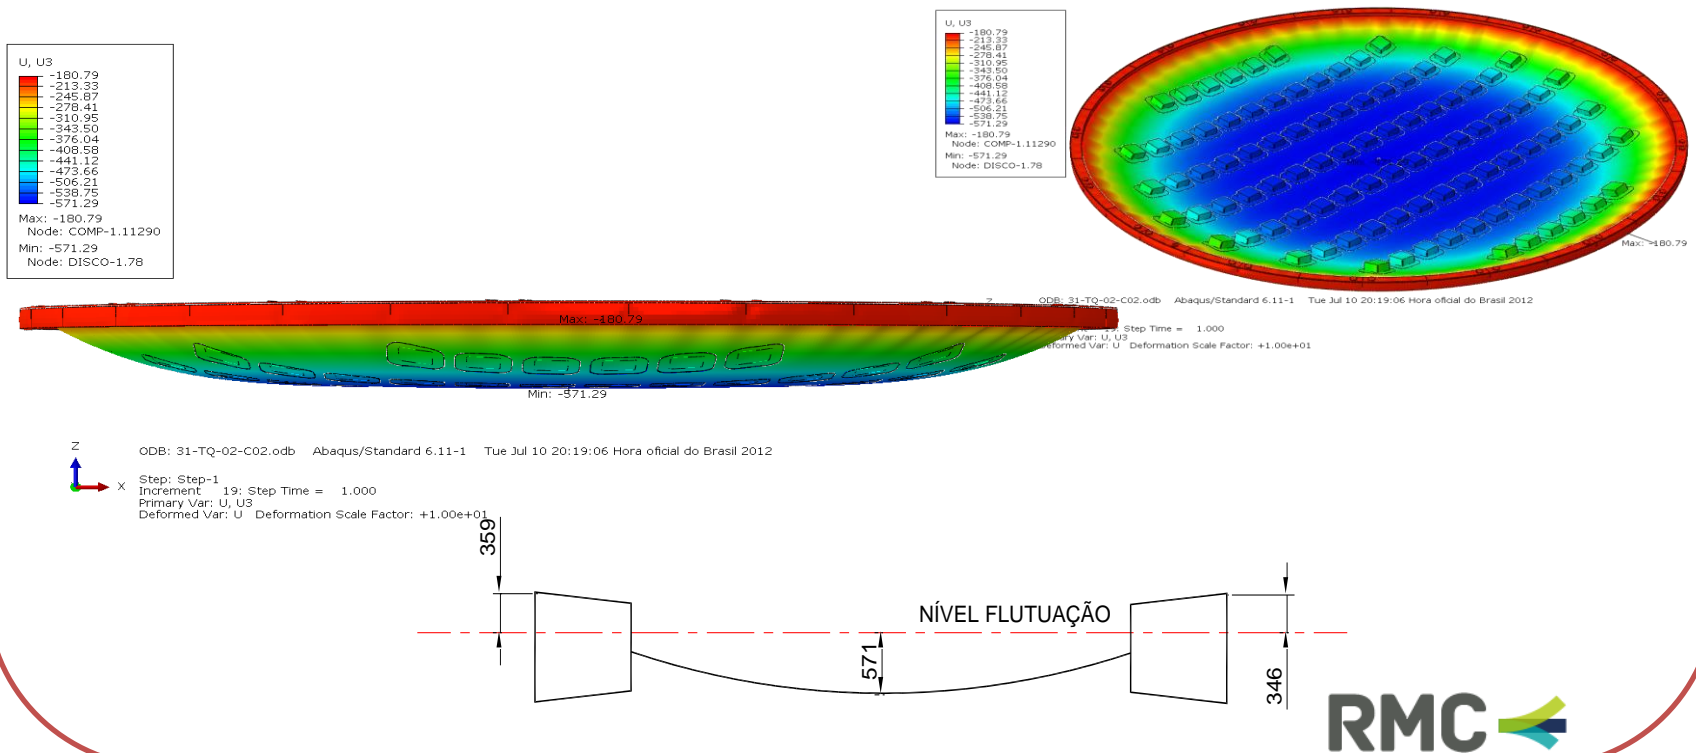 U, U3
-180.79
-213.33
-245.87
-278.41
-310.95
-343.50
-376.04
-408.58
-441.12
-473.66
-506.21
-538.75
-571.29
Max: -180.79
Node: COMP-1.11290
Min: -571.29
Node: DISCO-1.78
U, U3
-180.79
-213.33
-245.87
-278.41
-310.95
-343.50
-376.04
-408.58
-441.12
-473.66
-506.21
-538.75
-571.29
Max: -180.79
Node: COMP-1.11290
Min: -571.29
Node: DISCO-1.78
Max: -180.79
ODB: 31-TQ-02-C02.odb Abaqus/Standard 6.11-1 Tue Jul 10 20:19:06 Hora oficial do Brasil 2012
19: Step Time = 1.000
Var: U, U3
Deformed Var: U Deformation Scale Factor: +1.00e+01
Max: -180.79
Min: -571.29
Z
X
ODB: 31-TQ-02-C02.odb Abaqus/Standard 6.11-1 Tue Jul 10 20:19:06 Hora oficial do Brasil 2012
Step: Step-1
Increment 19: Step Time = 1.000
Primary Var: U, U3
Deformed Var: U Deformation Scale Factor: +1.00e+01
359
NÍVEL FLUTUAÇÃO
571
346
RMC